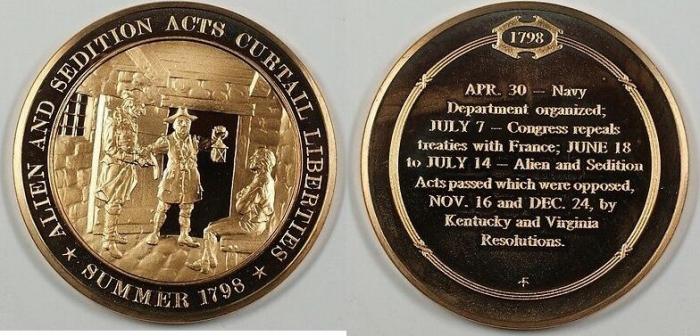 ALIEN AND SEDITION ACTS CURTAIL LIBERTIES
★ SUMMER 1798 ★
1798
APR. 30 — Navy
Department organized;
JULY 7 — Congress repeals
treaties with France; JUNE 18
to JULY 14 — Alien and Sedition
Acts passed which were opposed,
NOV. 16 and DEC. 24, by
Kentucky and Virginia
Resolutions.